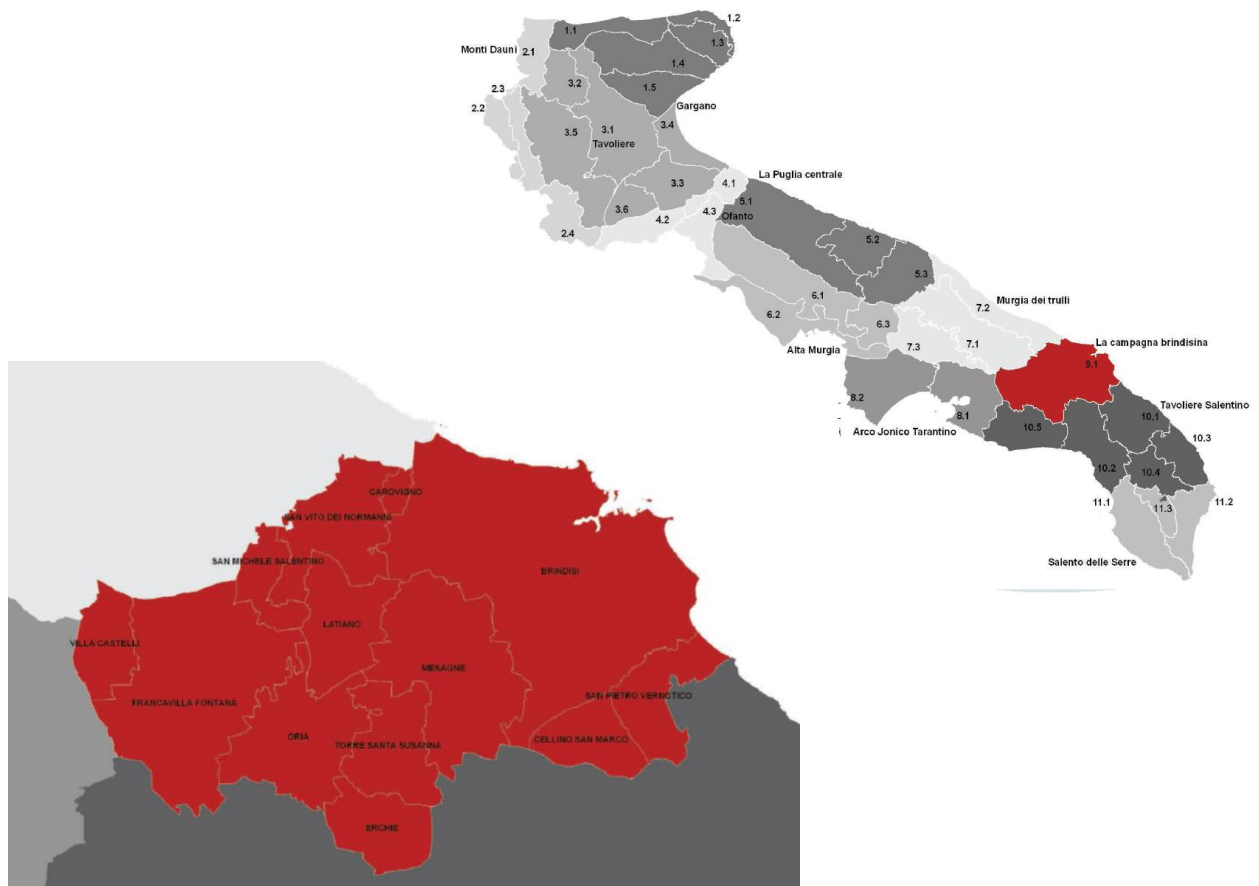 1.2
1.1
1.3
Monti Dauni
2.1
1.4
2.3
3.2
1.5
2.2
Gargano
3.4
3.5
3.1
Tavoliere
La Puglia centrale
3.3
4.1
5.1
3.6
4.3
4.2
Ofanto
2.4
5.2
5.3
6.1
Murgia dei trulli
7.2
6.2
6.3
Alta Murgia
7.3
7.1
La campagna brindisina
9.1
8.2
Tavoliere Salentino
8.1
10.1
Arco Jonico Tarantino
10.5
10.3
10.2
10.4
11.1
11.3
11.2
Salento delle Serre
CAROVIGNO
SAN VITO DEI NORMANNI
SAN MICHELE SALENTINO
BRINDISI
LATIANO
VILLA CASTELLI
MESAGNE
SAN PIETRO VERNOTICO
FRANCAVILLA FONTANA
ORIA
TORRE SANTA SUSANNA
CELLINO SAN MARCO
ERCHIE